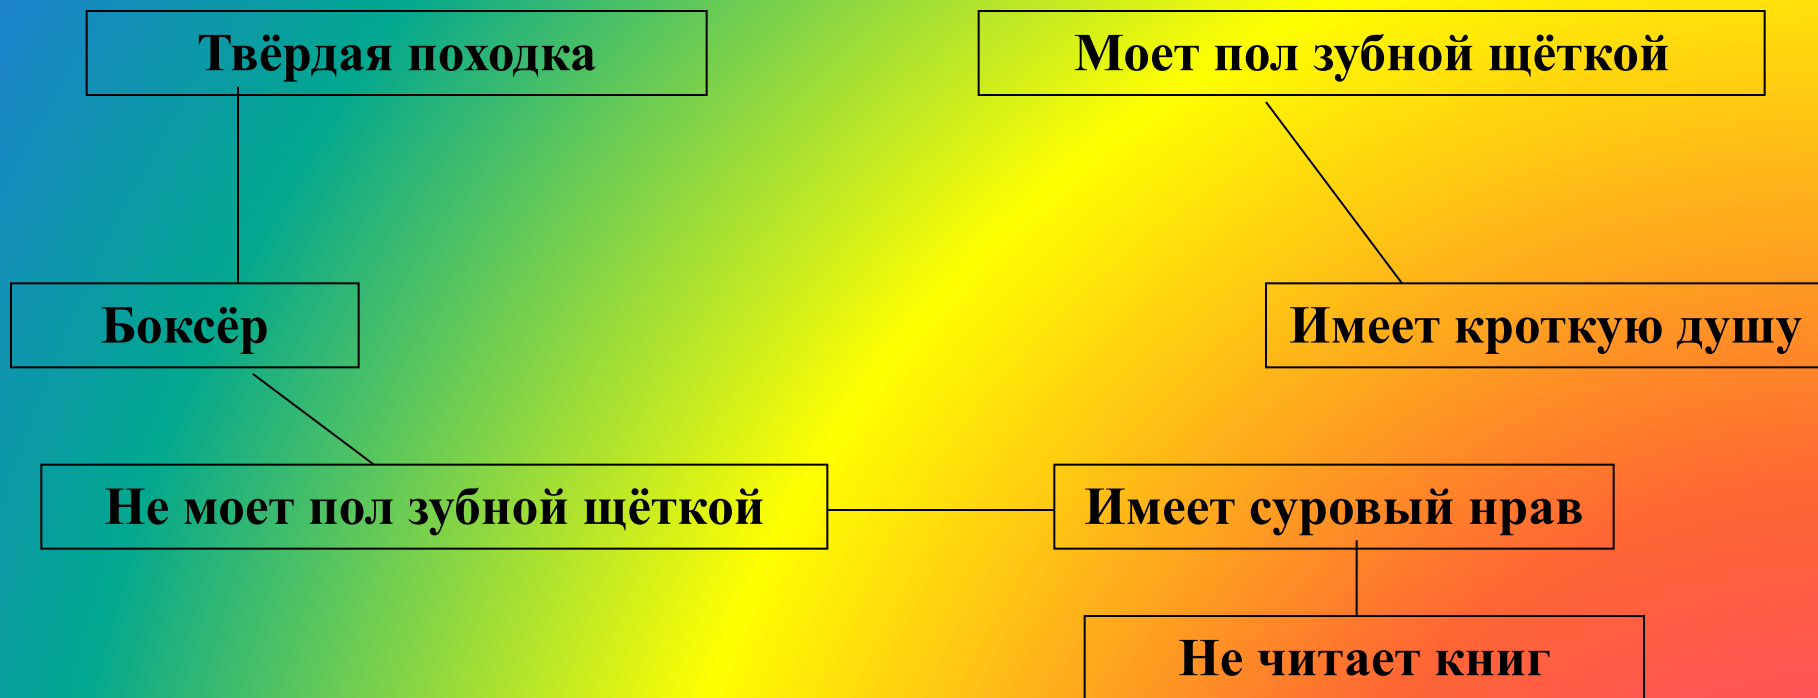 Твёрдая походка
Моет пол зубной щёткой
Боксёр
Имеет кроткую душу
Не моет пол зубной щёткой
Имеет суровый нрав
Не читает книг